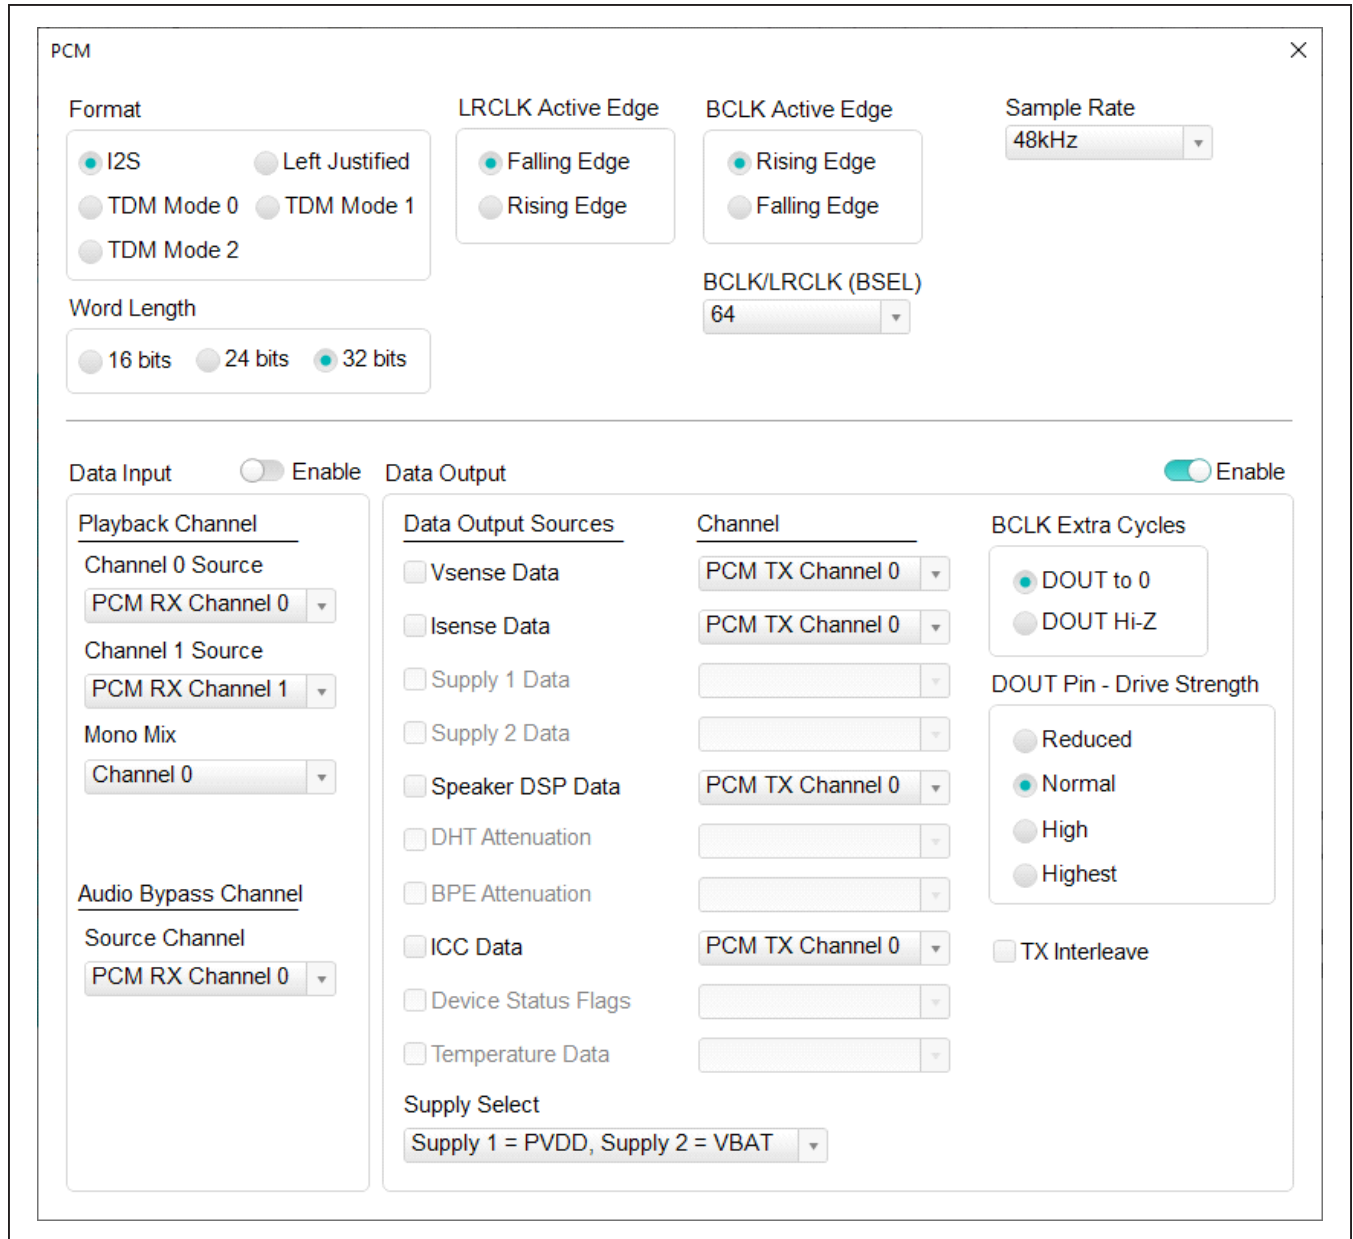 PCM
Format
I2S
Left Justified
TDM Mode 0
TDM Mode 1
TDM Mode 2
LRCLK Active Edge
Falling Edge
Rising Edge
BCLK Active Edge
Rising Edge
Falling Edge
Sample Rate
48kHz
BCLK/LRCLK (BSEL)
64
Word Length
16 bits
24 bits
32 bits
Data Input
Enable
Playback Channel
Channel 0 Source
PCM RX Channel 0
Channel 1 Source
PCM RX Channel 1
Mono Mix
Channel 0
Audio Bypass Channel
Source Channel
PCM RX Channel 0
Data Output
Enable
Data Output Sources
Channel
Vsense Data
PCM TX Channel 0
Isense Data
PCM TX Channel 0
Supply 1 Data
Supply 2 Data
Speaker DSP Data
PCM TX Channel 0
DHT Attenuation
BPE Attenuation
ICC Data
PCM TX Channel 0
Device Status Flags
Temperature Data
Supply Select
Supply 1 = PVDD, Supply 2 = VBAT
BCLK Extra Cycles
DOUT to 0
DOUT Hi-Z
DOUT Pin - Drive Strength
Reduced
Normal
High
Highest
TX Interleave